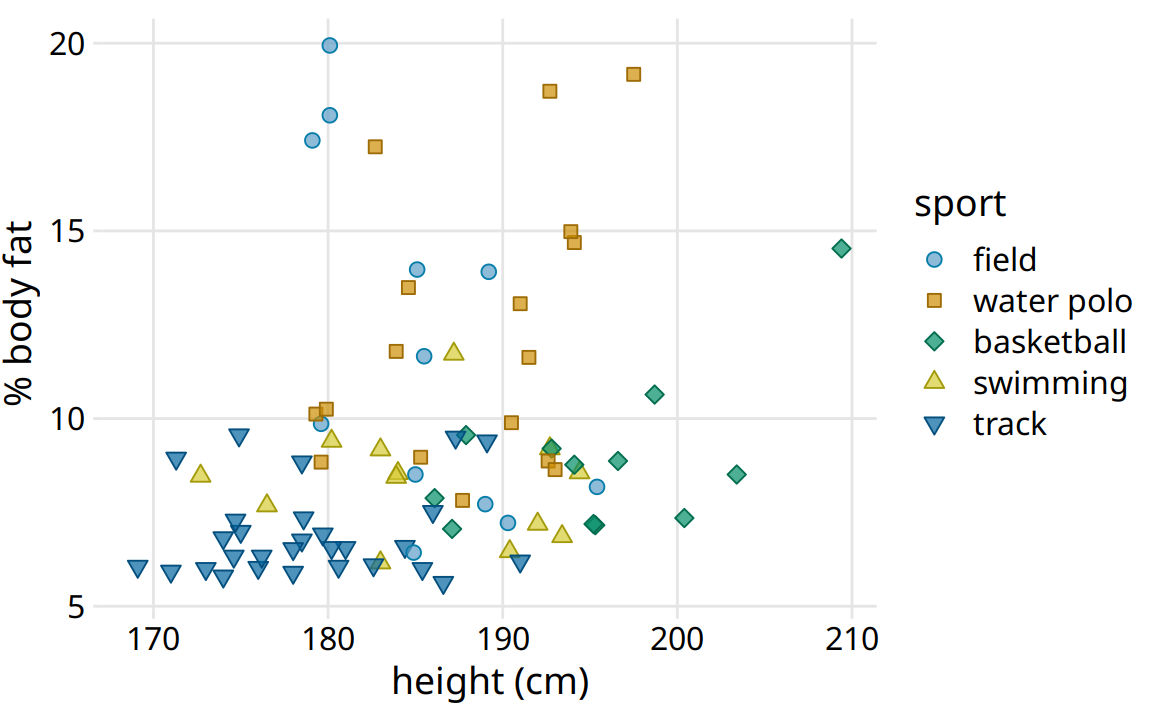 20
15
10
5
% body fat
170 180 190 200 210
height (cm)
sport
field
water polo
basketball
swimming
track